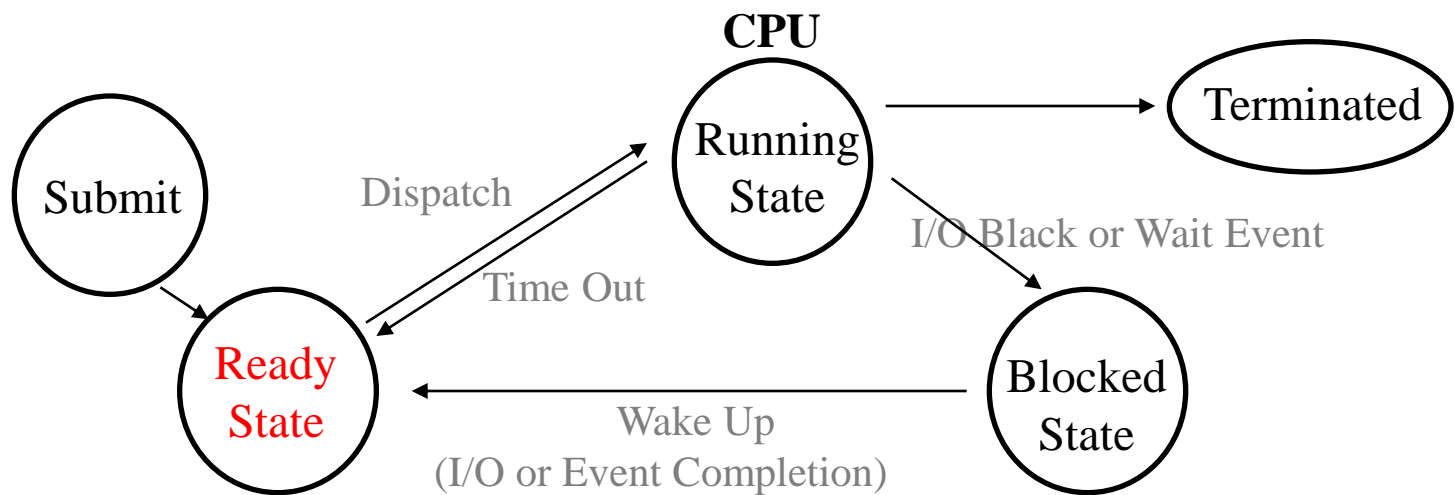 CPU
Submit
Dispatch
Time Out
Running
State
Terminated
I/O Black or Wait Event
Ready
State
Wake Up
(I/O or Event Completion)
Blocked
State